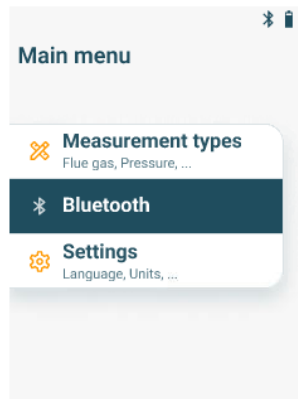 Main menu
Measurement types
Flue gas, Pressure, ...
Bluetooth
Settings
Language, Units, ...